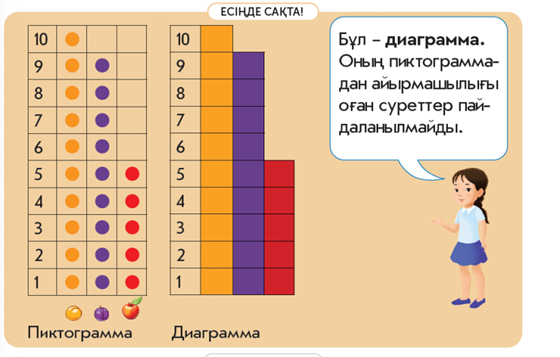 ЕСІҢДЕ САҚТА!
10
9
8
7
6
5
4
3
2
1
Пиктограмма
10
9
8
7
6
5
4
3
2
1
Диаграмма
Бұл – диаграмма.
Оның пиктограмма-
дан айырмашылығы
оған суреттер пай-
даланылмайды.